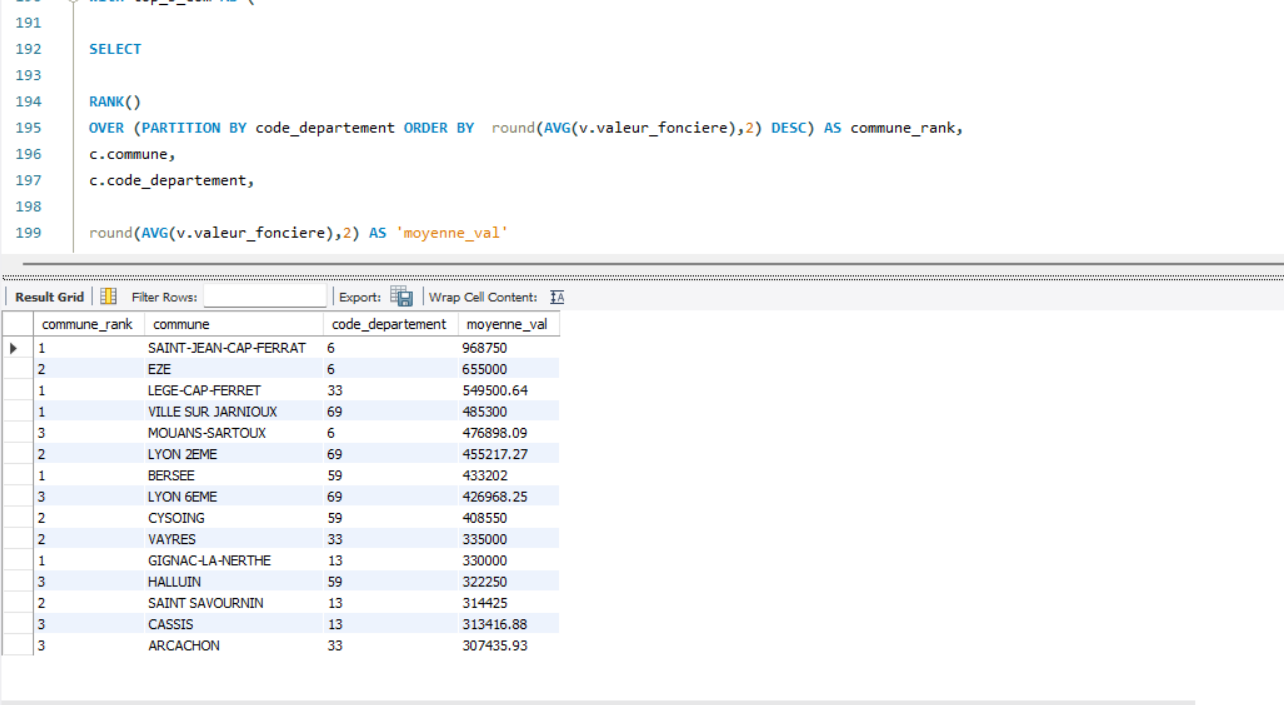 191
192 SELECT
193
194 RANK()
195 OVER (PARTITION BY code_departement ORDER BY round(AVG(v.valeur_fonciere),2) DESC) AS commune_rank,
196 c.commune,
197 c.code_departement,
198
199 round(AVG(v.valeur_fonciere),2) AS 'moyenne_val'
Result Grid Filter Rows: Export: Wrap Cell Content: IA
commune_rank commune code_departement moyenne_val
1 SAINT-JEAN-CAP-FERRAT 6 968750
2 EZE 6 655000
1 LEGE-CAP-FERRET 33 549500.64
1 VILLE SUR JARNIOUX 69 485300
3 MOUANS-SARTOUX 6 476898.09
2 LYON 2EME 69 455217.27
1 BERSEE 59 433202
3 LYON 6EME 69 426968.25
2 CYSOING 59 408550
2 VAYRES 33 335000
1 GIGNAC-LA-NERTHE 13 330000
3 HALLUIN 59 322250
2 SAINT SAVOURNIN 13 314425
3 CASSIS 13 313416.88
3 ARCACHON 33 307435.93